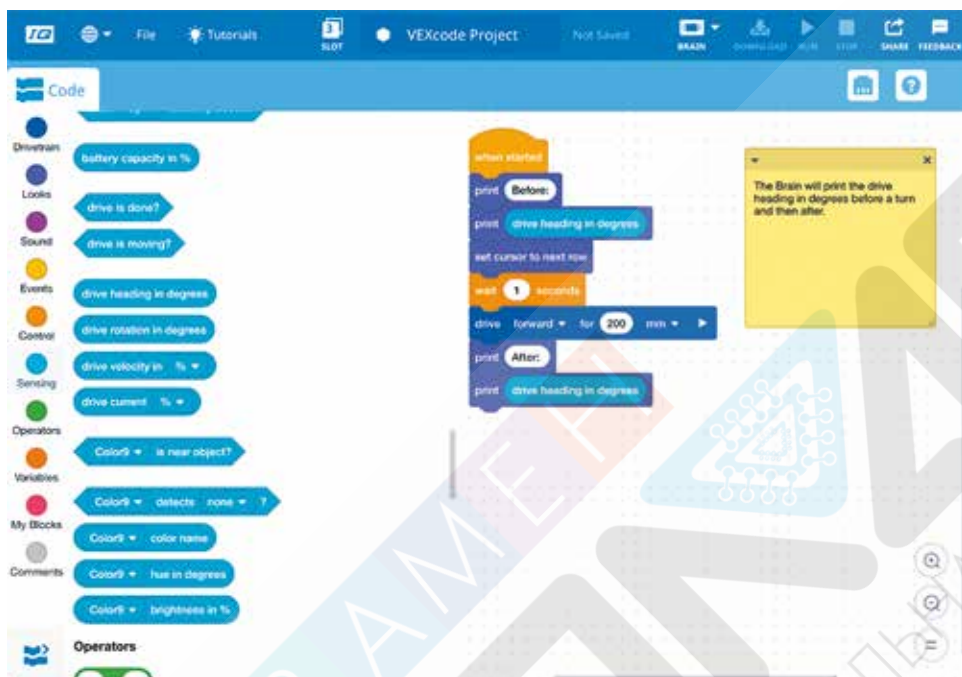 IQ File Tutorials 3 SLOT VEXcode Project Not Saved BRAIN DOWNLOAD RUN STOP SHARE FEEDBACK
Code
Drivetrain
Looks
Sound
Events
Control
Sensing
Operators
Variables
My Blocks
Comments
battery capacity in %
drive is done?
drive is moving?
drive heading in degrees
drive rotation in degrees
drive velocity in %
drive current %
Color9 is near object?
Color9 detects none ?
Color9 color name
Color9 hue in degrees
Color9 brightness in %
Operators
when started
print Before:
print drive heading in degrees
set cursor to next row
wait 1 seconds
drive forward for 200 mm
print After:
print drive heading in degrees
The Brain will print the drive
heading in degrees before a turn
and then after.